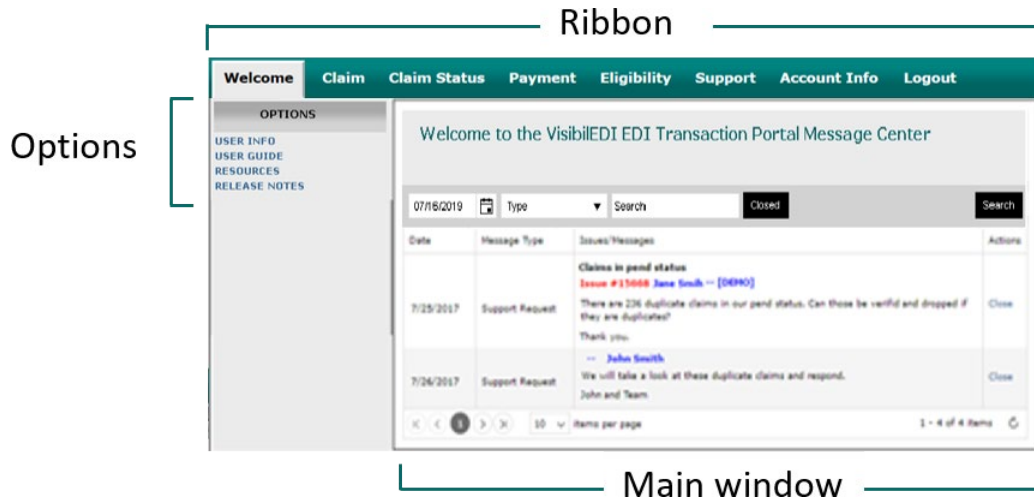 Ribbon
Welcome Claim Claim Status Payment Eligibility Support Account Info Logout
Options
OPTIONS
USER INFO
USER GUIDE
RESOURCES
RELEASE NOTES
Welcome to the VisibilEDI EDI Transaction Portal Message Center
07/16/2019 Type Search Closed Search
Date Message Type Issues/Messages Actions
Claims in pend status
Issue #15668 Jane Smih -- [DEMO]
7/25/2017 Support Request There are 236 duplicate claims in our pend status. Can those be verifid and dropped if Close
they are duplicates?
Thank you.
-- John Smith
7/26/2017 Support Request We will take a look at these duplicate claims and respond. Close
John and Team
1 10 items per page 1 - 4 of 4 items
Main window